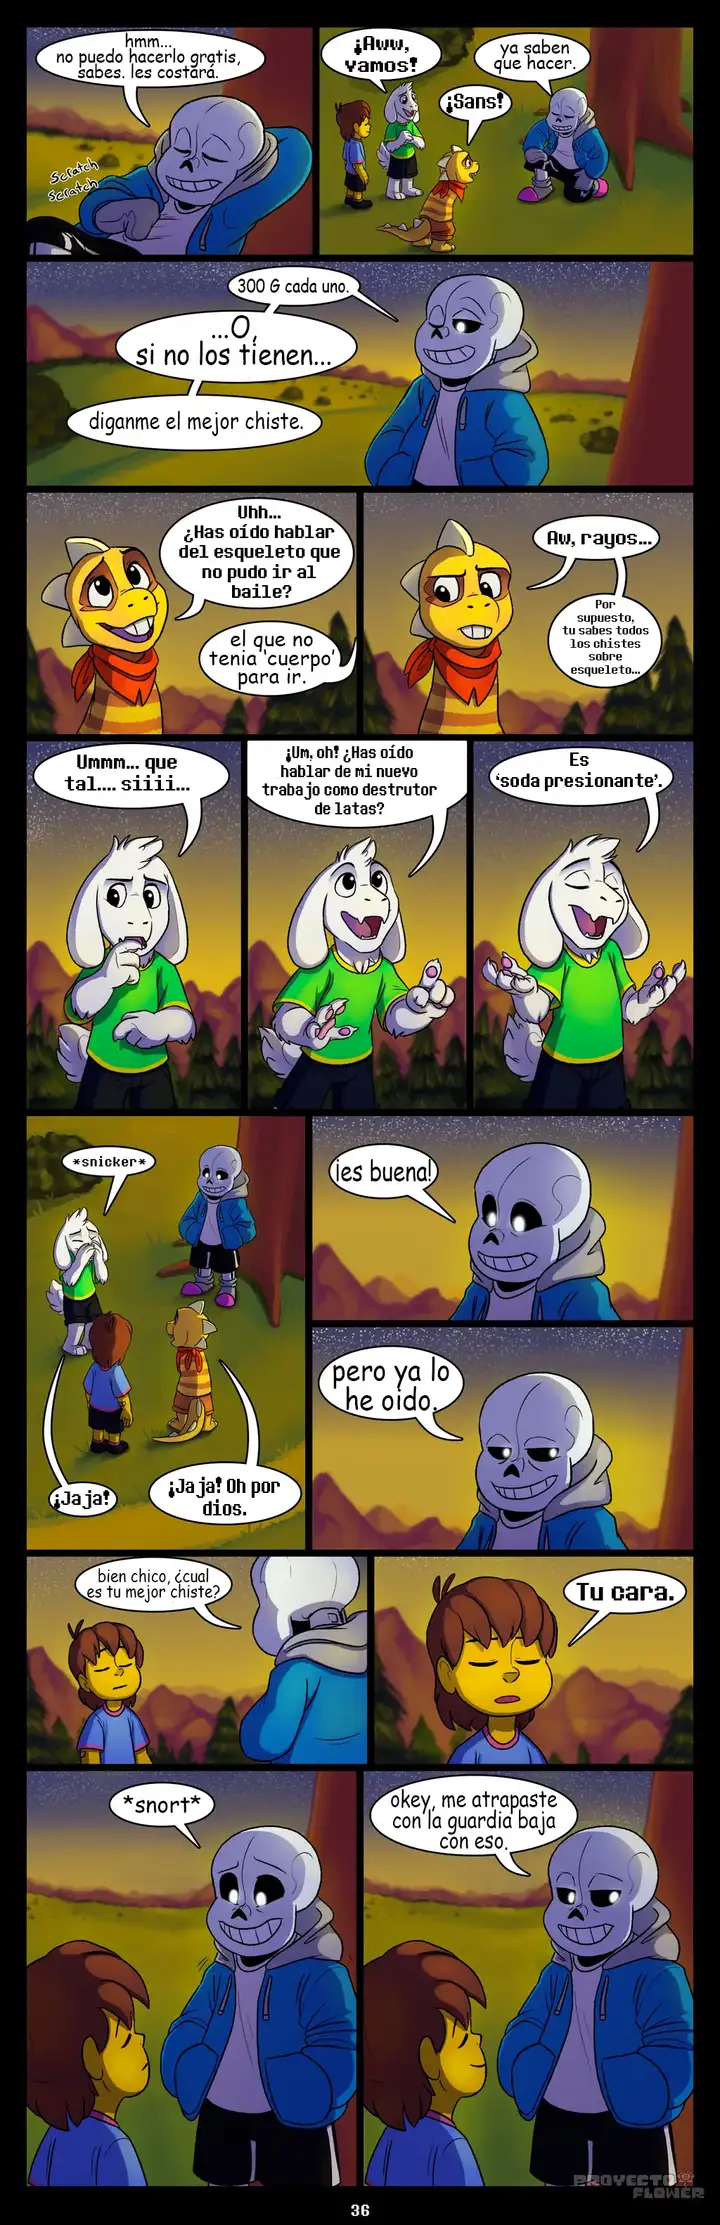 hmm...
no puedo hacerlo gratis,
sabes. les costara.
Scratch
Scratch
¡Aww,
vamos!
¡Sans!
ya saben
que hacer.
300 G cada uno.
...O,
si no los tienen...
diganme el mejor chiste.
Uhh...
¿Has oído hablar
del esqueleto que
no pudo ir al
baile?
el que no
tenia 'cuerpo'
para ir.
Aw, rayos...
Por
supuesto,
tu sabes todos
los chistes
sobre
esqueleto...
Ummm... que
tal.... siiii...
¡Um, oh! ¿Has oído
hablar de mi nuevo
trabajo como destrutor
de latas?
Es
'soda presionante'.
*snicker*
¡Jaja!
¡Jaja! Oh por
dios.
¡es buena!
pero ya lo
he oido.
bien chico, ¿cual
es tu mejor chiste?
Tu cara.
*snort*
okey, me atrapaste
con la guardia baja
con eso.
PROYECTO
FLOWER
36